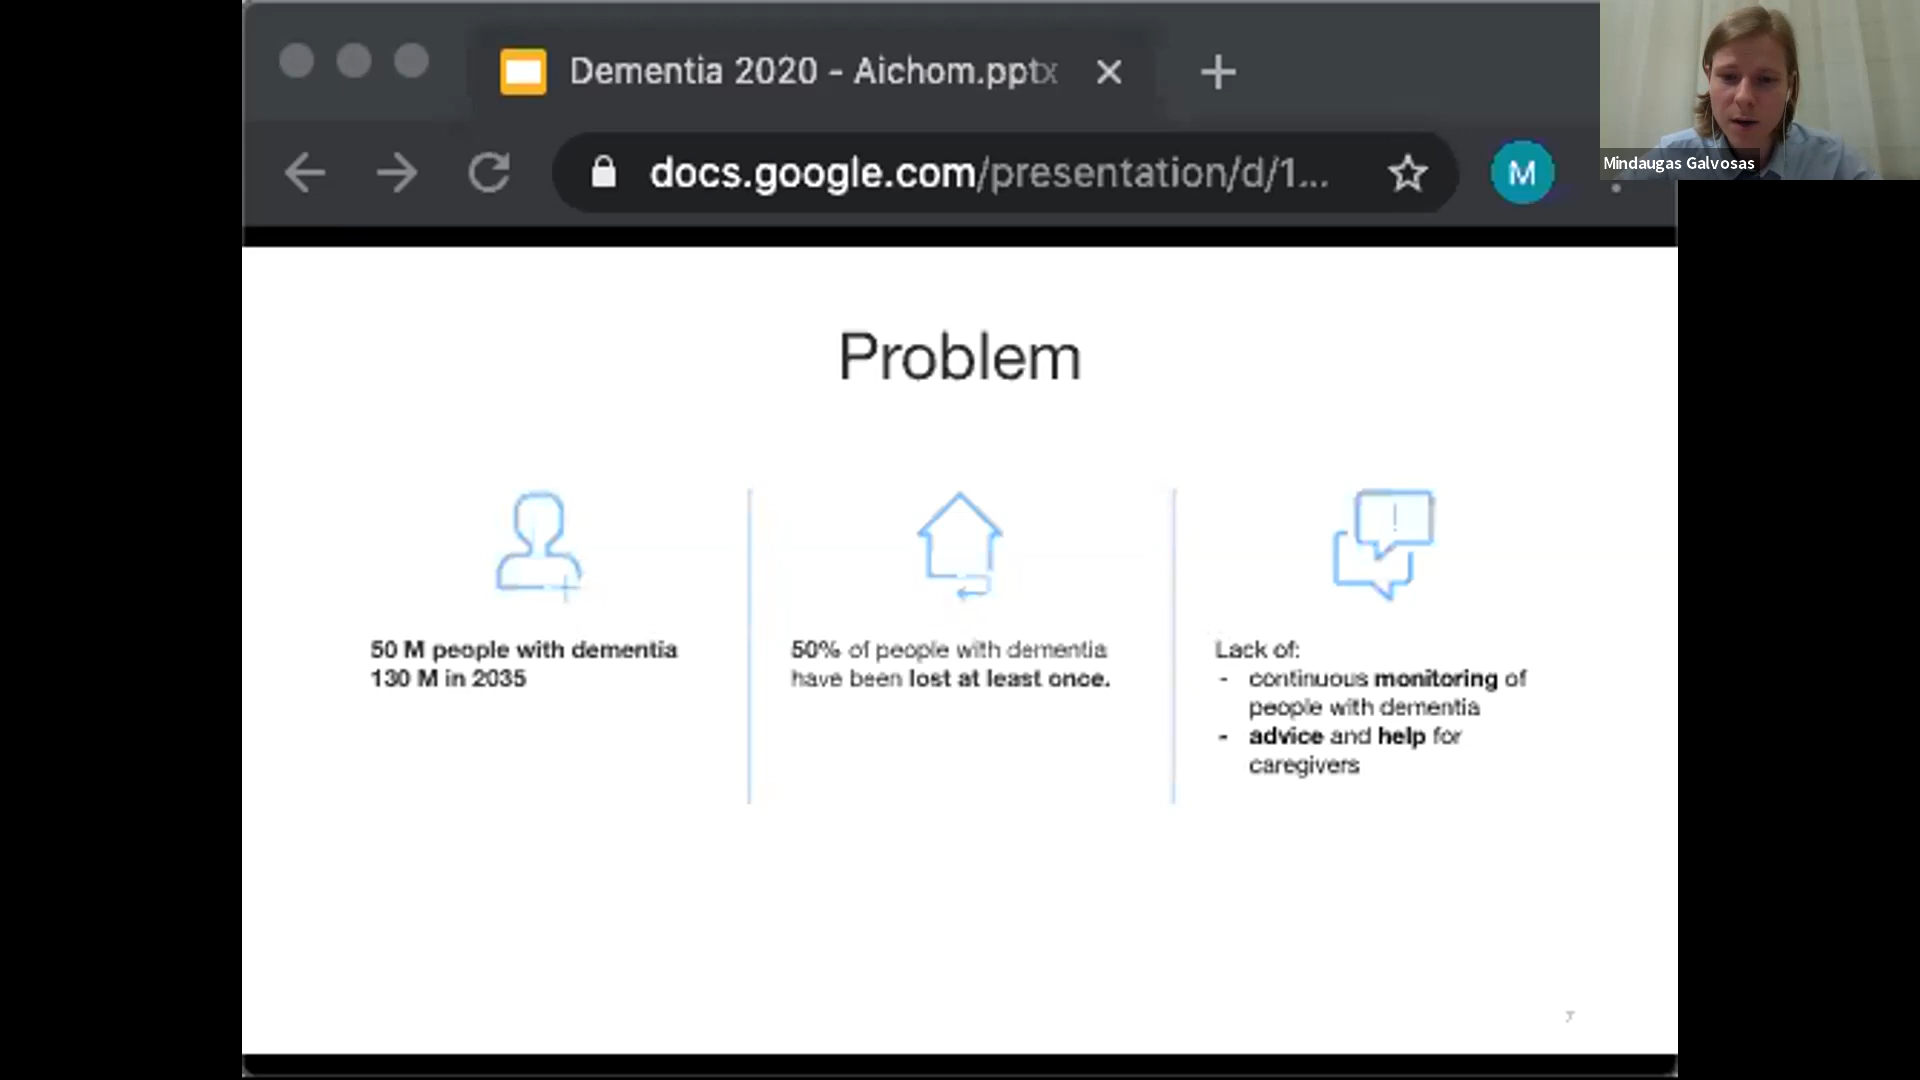 Dementia 2020 - Aichom.pptx
docs.google.com/presentation/d/1...
M
Mindaugas Galvosas
Problem
50 M people with dementia
130 M in 2035
50% of people with dementia
have been lost at least once.
Lack of:
- continuous monitoring of
people with dementia
- advice and help for
caregivers